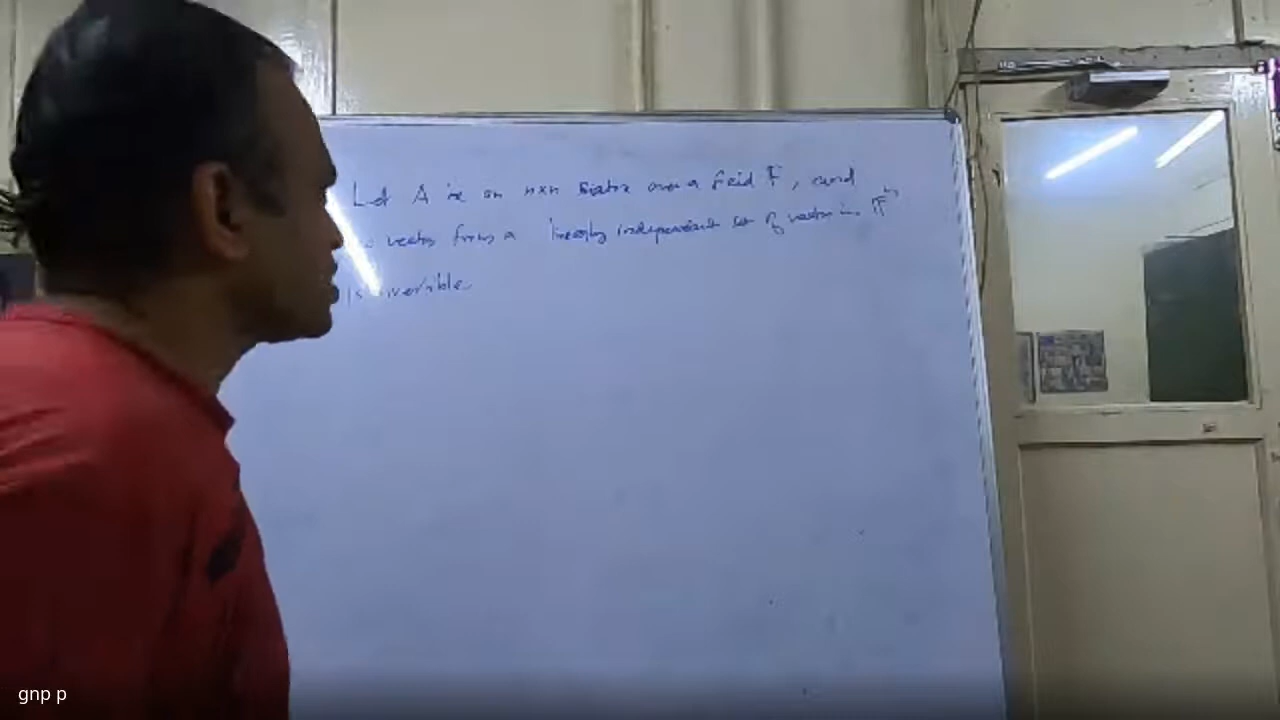 Let A be an nxn matrix over a field F, and
vectors form a linearly independent set of vectors in Fⁿ
is invertible.
gnp p